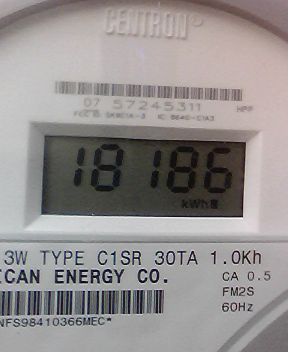 CENTRON®
07 57245311 HPP
18186
kWh
3W TYPE C1SR 30TA 1.0Kh
ICAN ENERGY CO.
CA 0.5
FM2S
60Hz
NFS98410366MEC*